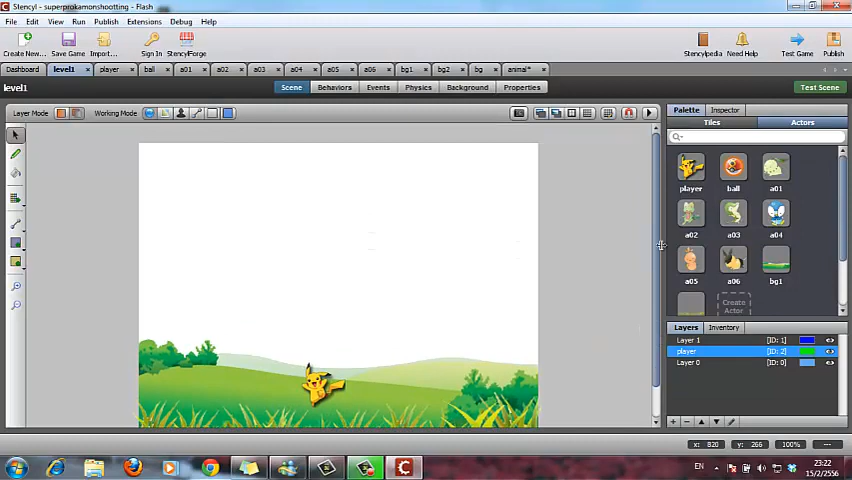 Stencyl - superprokamonshootting - Flash
File Edit View Run Publish Extensions Debug Help
Create New... Save Game Import... Sign In StencylForge Stencylpedia Need Help Test Game Publish
Dashboard level1 player ball a01 a02 a03 a04 a05 a06 bg1 bg2 bg animal*
level1 Scene Behaviors Events Physics Background Properties Test Scene
Layer Mode Working Mode Palette Inspector
Tiles Actors
player ball a01
a02 a03 a04
a05 a06 bg1
Create Actor
Layers Inventory
Layer 1 [ID: 1]
player [ID: 2]
Layer 0 [ID: 0]
x: 820 y: 266 100% ---
EN 23:22
15/2/2556